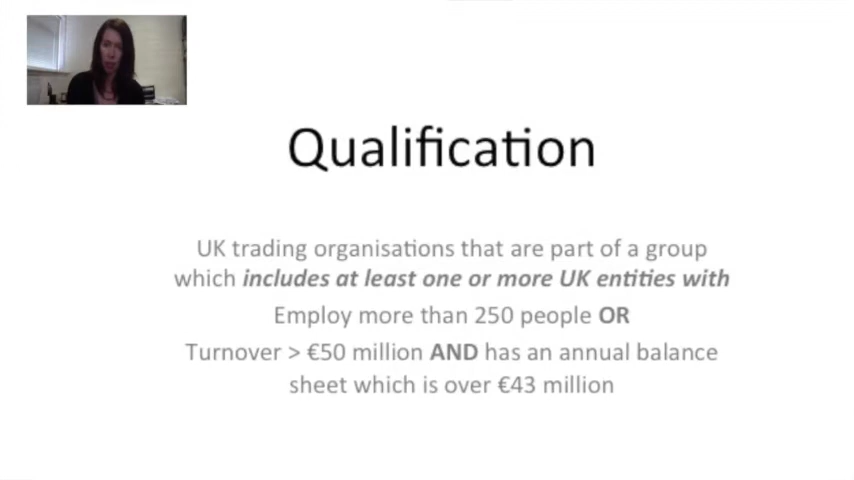 Qualification
UK trading organisations that are part of a group
which includes at least one or more UK entities with
Employ more than 250 people OR
Turnover > €50 million AND has an annual balance
sheet which is over €43 million